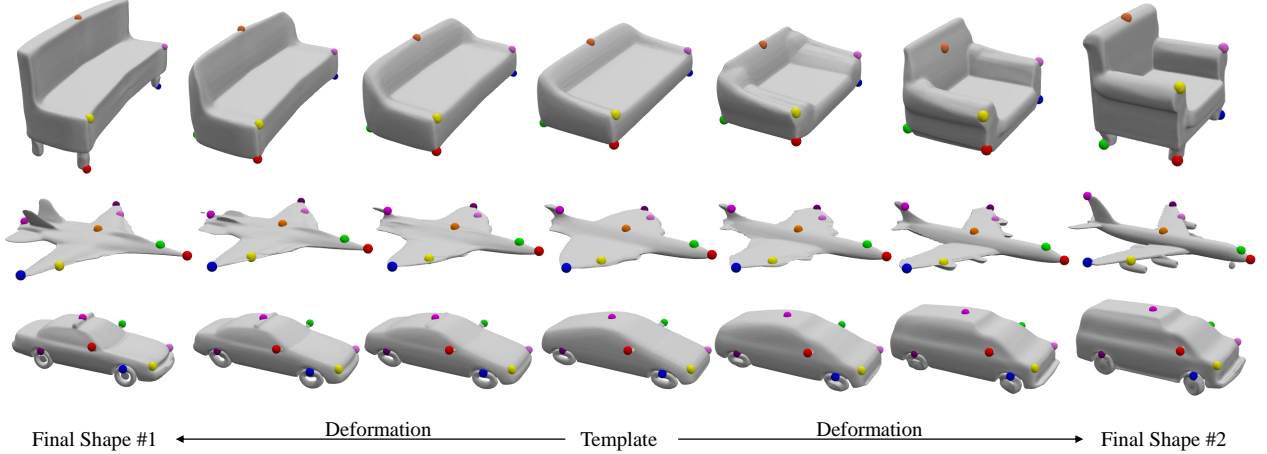 Final Shape #1
Deformation
Template
Deformation
Final Shape #2